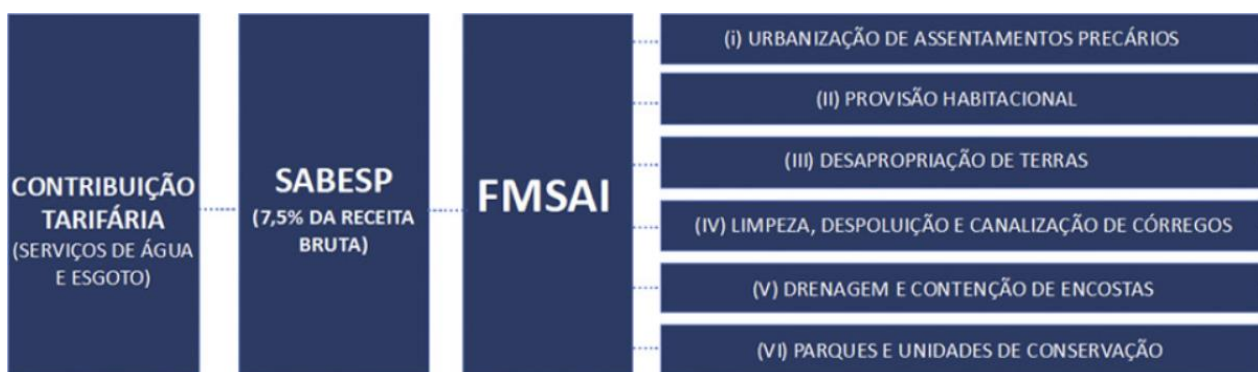 CONTRIBUIÇÃO
TARIFÁRIA
(SERVIÇOS DE ÁGUA
E ESGOTO)
SABESP
(7,5% DA RECEITA
BRUTA)
FMSAI
(i) URBANIZAÇÃO DE ASSENTAMENTOS PRECÁRIOS
(II) PROVISÃO HABITACIONAL
(III) DESAPROPRIAÇÃO DE TERRAS
(IV) LIMPEZA, DESPOLUIÇÃO E CANALIZAÇÃO DE CÓRREGOS
(V) DRENAGEM E CONTENÇÃO DE ENCOSTAS
(VI) PARQUES E UNIDADES DE CONSERVAÇÃO